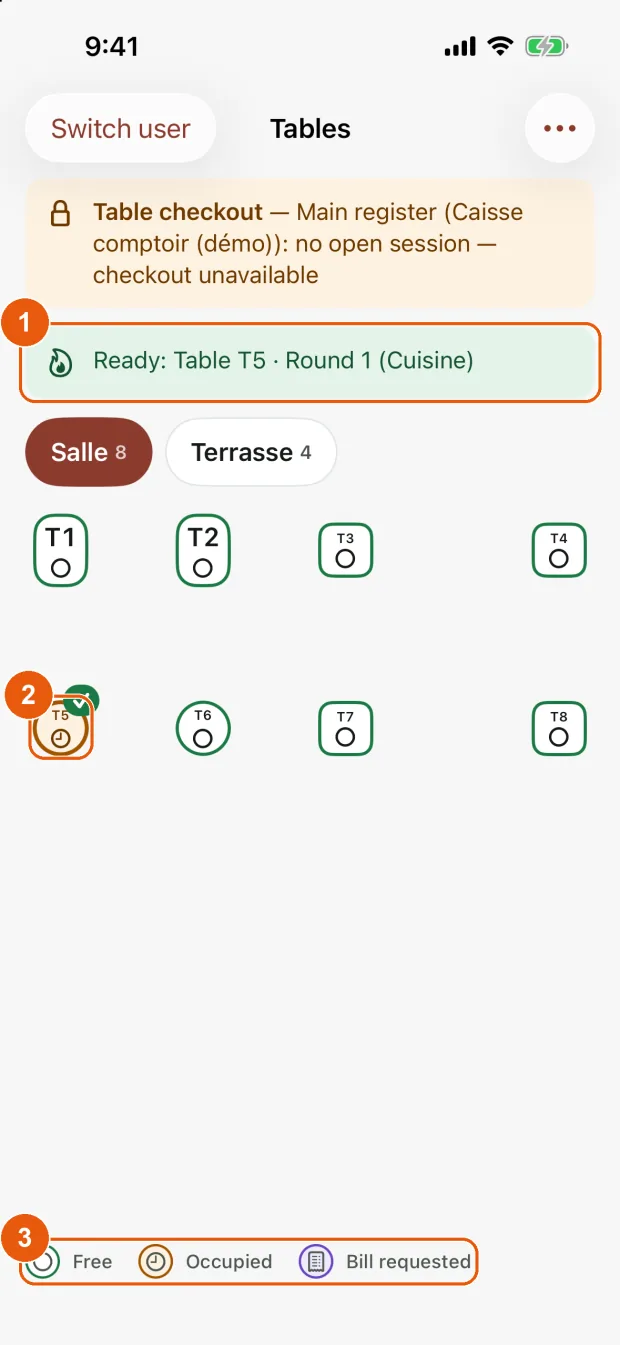 9:41
Switch user
Tables
Table checkout — Main register (Caisse
comptoir (démo)): no open session —
checkout unavailable
1
Ready: Table T5 · Round 1 (Cuisine)
Salle 8
Terrasse 4
T1
T2
T3
T4
2
T5
T6
T7
T8
3
Free
Occupied
Bill requested